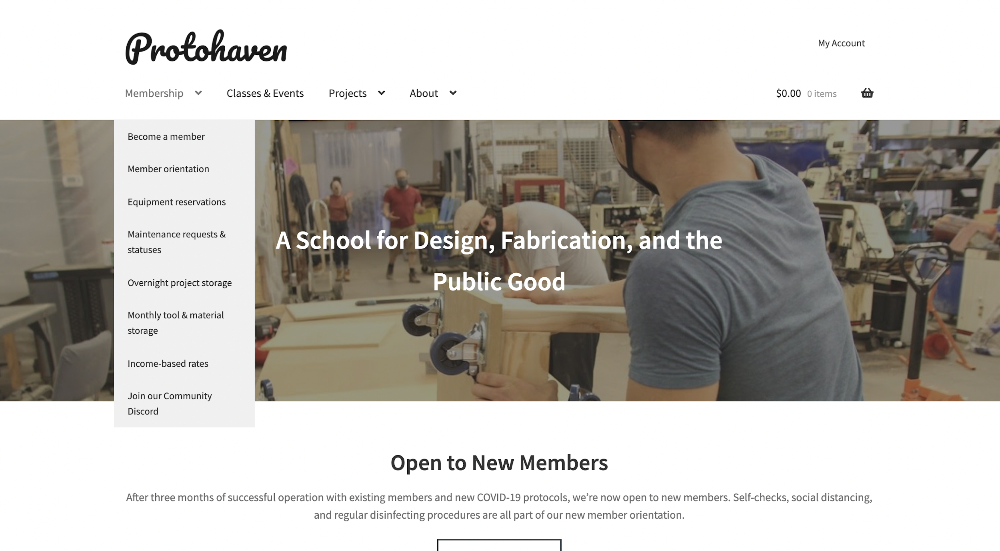 Protohaven
My Account
Membership
Classes & Events
Projects
About
$0.00 0 items
Become a member
Member orientation
Equipment reservations
Maintenance requests &
statuses
Overnight project storage
Monthly tool & material
storage
Income-based rates
Join our Community
Discord
A School for Design, Fabrication, and the
Public Good
Open to New Members
After three months of successful operation with existing members and new COVID-19 protocols, we’re now open to new members. Self-checks, social distancing,
and regular disinfecting procedures are all part of our new member orientation.